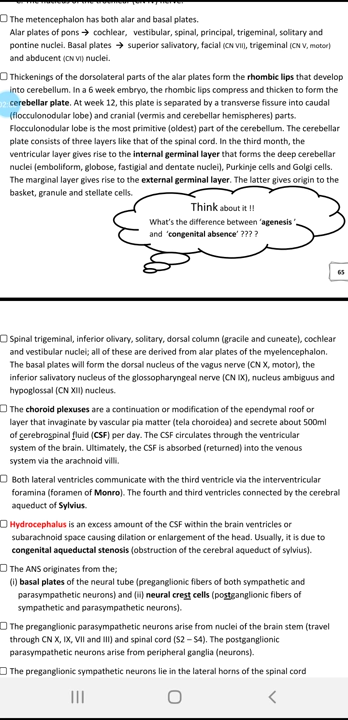 The metencephalon has both alar and basal plates.
Alar plates of pons → cochlear, vestibular, spinal, principal, trigeminal, solitary and
pontine nuclei. Basal plates → superior salivatory, facial (CN VII), trigeminal (CN V, motor)
and abducent (CN VI) nuclei.
Thickenings of the dorsolateral parts of the alar plates form the rhombic lips that develop
into cerebellum. In a 6 week embryo, the rhombic lips compress and thicken to form the
cerebellar plate. At week 12, this plate is separated by a transverse fissure into caudal
(flocculonodular lobe) and cranial (vermis and cerebellar hemispheres) parts.
Flocculonodular lobe is the most primitive (oldest) part of the cerebellum. The cerebellar
plate consists of three layers like that of the spinal cord. In the third month, the
ventricular layer gives rise to the internal germinal layer that forms the deep cerebellar
nuclei (emboliform, globose, fastigial and dentate nuclei), Purkinje cells and Golgi cells.
The marginal layer gives rise to the external germinal layer. The latter gives origin to the
basket, granule and stellate cells.
Think about it !!
What's the difference between 'agenesis'
and 'congenital absence' ????
65
Spinal trigeminal, inferior olivary, solitary, dorsal column (gracile and cuneate), cochlear
and vestibular nuclei; all of these are derived from alar plates of the myelencephalon.
The basal plates will form the dorsal nucleus of the vagus nerve (CN X, motor), the
inferior salivatory nucleus of the glossopharyngeal nerve (CN IX), nucleus ambiguus and
hypoglossal (CN XII) nucleus.
The choroid plexuses are a continuation or modification of the ependymal roof or
layer that invaginate by vascular pia matter (tela choroidea) and secrete about 500ml
of cerebrospinal fluid (CSF) per day. The CSF circulates through the ventricular
system of the brain. Ultimately, the CSF is absorbed (returned) into the venous
system via the arachnoid villi.
Both lateral ventricles communicate with the third ventricle via the interventricular
foramina (foramen of Monro). The fourth and third ventricles connected by the cerebral
aqueduct of Sylvius.
Hydrocephalus is an excess amount of the CSF within the brain ventricles or
subarachnoid space causing dilation or enlargement of the head. Usually, it is due to
congenital aqueductal stenosis (obstruction of the cerebral aqueduct of sylvius).
The ANS originates from the;
(i) basal plates of the neural tube (preganglionic fibers of both sympathetic and
parasympathetic neurons) and (ii) neural crest cells (postganglionic fibers of
sympathetic and parasympathetic neurons).
The preganglionic parasympathetic neurons arise from nuclei of the brain stem (travel
through CN X, IX, VII and III) and spinal cord (S2 – S4). The postganglionic
parasympathetic neurons arise from peripheral ganglia (neurons).
The preganglionic sympathetic neurons lie in the lateral horns of the spinal cord